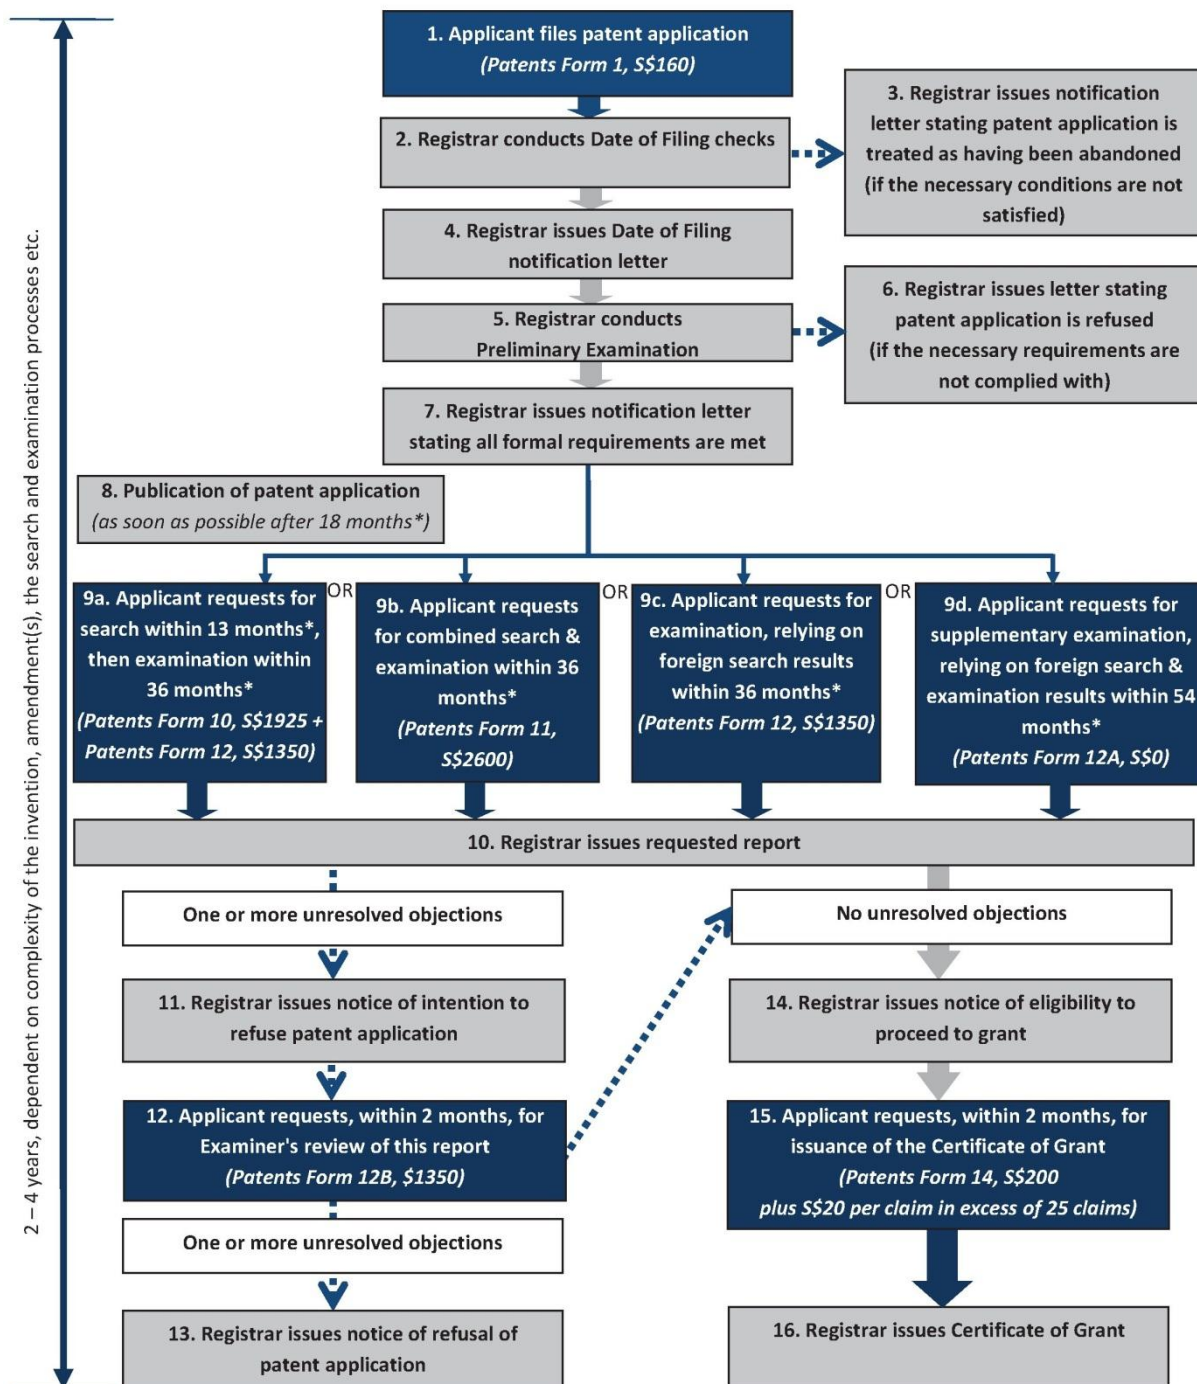 1. Applicant files patent application
(Patents Form 1, S$160)
2. Registrar conducts Date of Filing checks
3. Registrar issues notification
letter stating patent application is
treated as having been abandoned
(if the necessary conditions are not
satisfied)
4. Registrar issues Date of Filing
notification letter
5. Registrar conducts
Preliminary Examination
6. Registrar issues letter stating
patent application is refused
(if the necessary requirements are
not complied with)
7. Registrar issues notification letter
stating all formal requirements are met
2 – 4 years, dependent on complexity of the invention, amendment(s), the search and examination processes etc.
8. Publication of patent application
(as soon as possible after 18 months*)
9a. Applicant requests for
search within 13 months*,
then examination within
36 months*
(Patents Form 10, S$1925 +
Patents Form 12, S$1350)
OR
9b. Applicant requests
for combined search &
examination within 36
months*
(Patents Form 11,
S$2600)
OR
9c. Applicant requests for
examination, relying on
foreign search results
within 36 months*
(Patents Form 12, S$1350)
OR
9d. Applicant requests for
supplementary examination,
relying on foreign search &
examination results within 54
months*
(Patents Form 12A, S$0)
10. Registrar issues requested report
One or more unresolved objections
No unresolved objections
11. Registrar issues notice of intention to
refuse patent application
14. Registrar issues notice of eligibility to
proceed to grant
12. Applicant requests, within 2 months, for
Examiner's review of this report
(Patents Form 12B, $1350)
15. Applicant requests, within 2 months, for
issuance of the Certificate of Grant
(Patents Form 14, S$200
plus S$20 per claim in excess of 25 claims)
One or more unresolved objections
13. Registrar issues notice of refusal of
patent application
16. Registrar issues Certificate of Grant